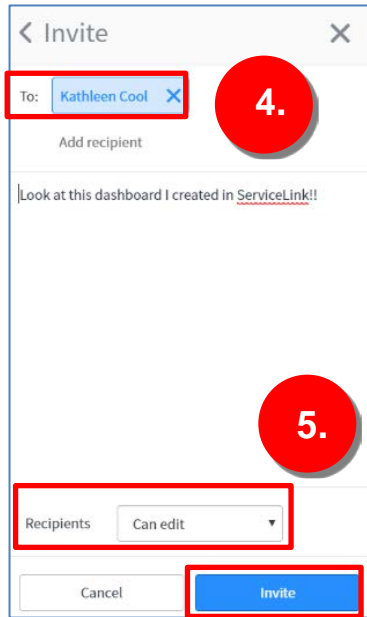 Invite
To: Kathleen Cool
4.
Add recipient
Look at this dashboard I created in ServiceLink!!
5.
Recipients Can edit
Cancel Invite